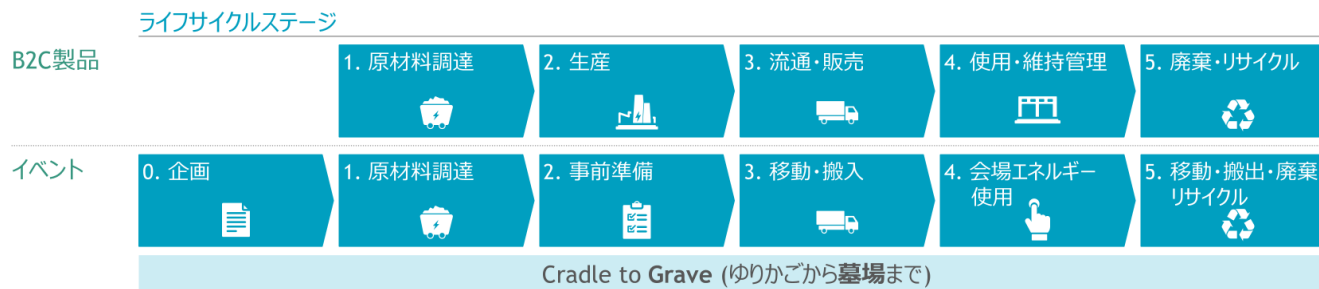 ライフサイクルステージ
B2C製品
1. 原材料調達
2. 生産
3. 流通・販売
4. 使用・維持管理
5. 廃棄・リサイクル
イベント
0. 企画
1. 原材料調達
2. 事前準備
3. 移動・搬入
4. 会場エネルギー
使用
5. 移動・搬出・廃棄
リサイクル
Cradle to Grave (ゆりかごから墓場まで)